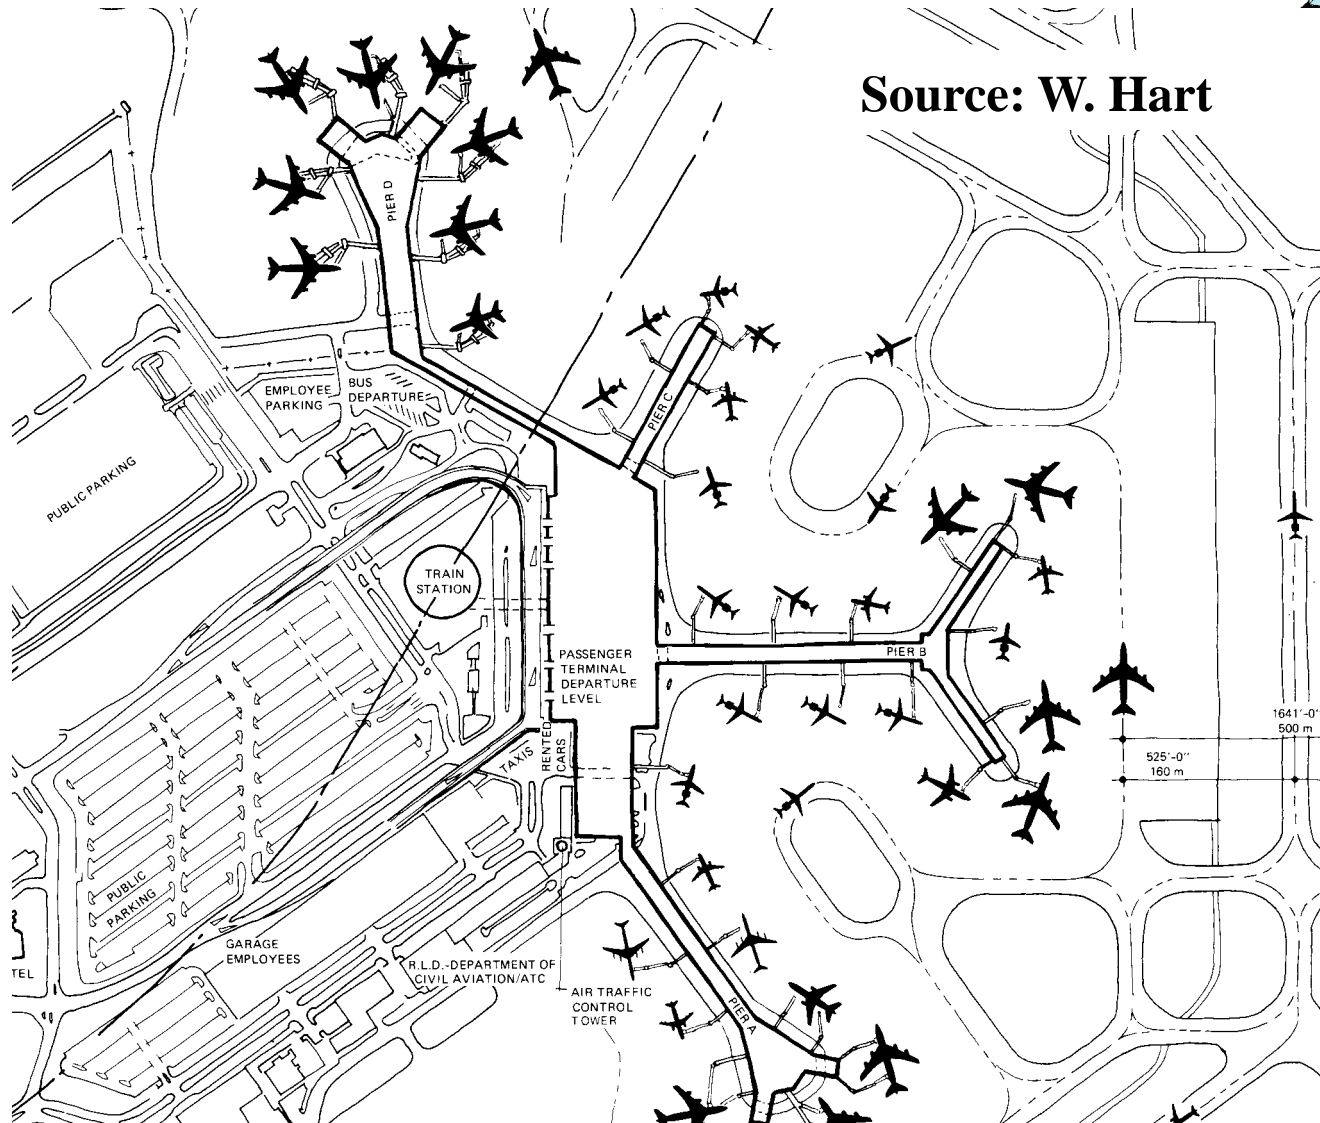 Source: W. Hart
PIER D
EMPLOYEE
PARKING
BUS
DEPARTURE
PIER C
PUBLIC PARKING
TRAIN
STATION
PASSENGER
TERMINAL
DEPARTURE
LEVEL
PIER B
1641'-0"
500 m
525'-0"
160 m
TAXIS
RENTED
CARS
PUBLIC
PARKING
GARAGE
EMPLOYEES
TEL
R.L.D.-DEPARTMENT OF
CIVIL AVIATION/ATC
AIR TRAFFIC
CONTROL
TOWER
PIER A